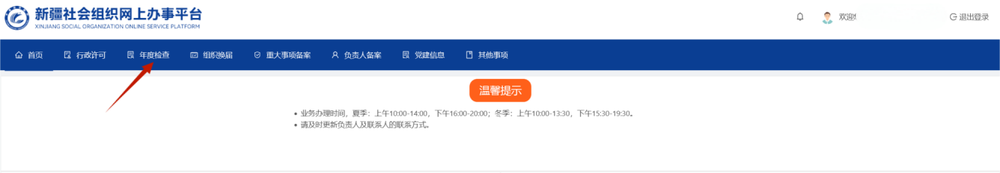 新疆社会组织网上办事平台
XINJIANG SOCIAL ORGANIZATION ONLINE SERVICE PLATFORM
欢迎 退出登录
首页 行政许可 年度检查 组织换届 重大事项备案 负责人备案 党建信息 其他事项
温馨提示
• 业务办理时间，夏季：上午10:00-14:00，下午16:00-20:00；冬季：上午10:00-13:30，下午15:30-19:30。
• 请及时更新负责人及联系人的联系方式。